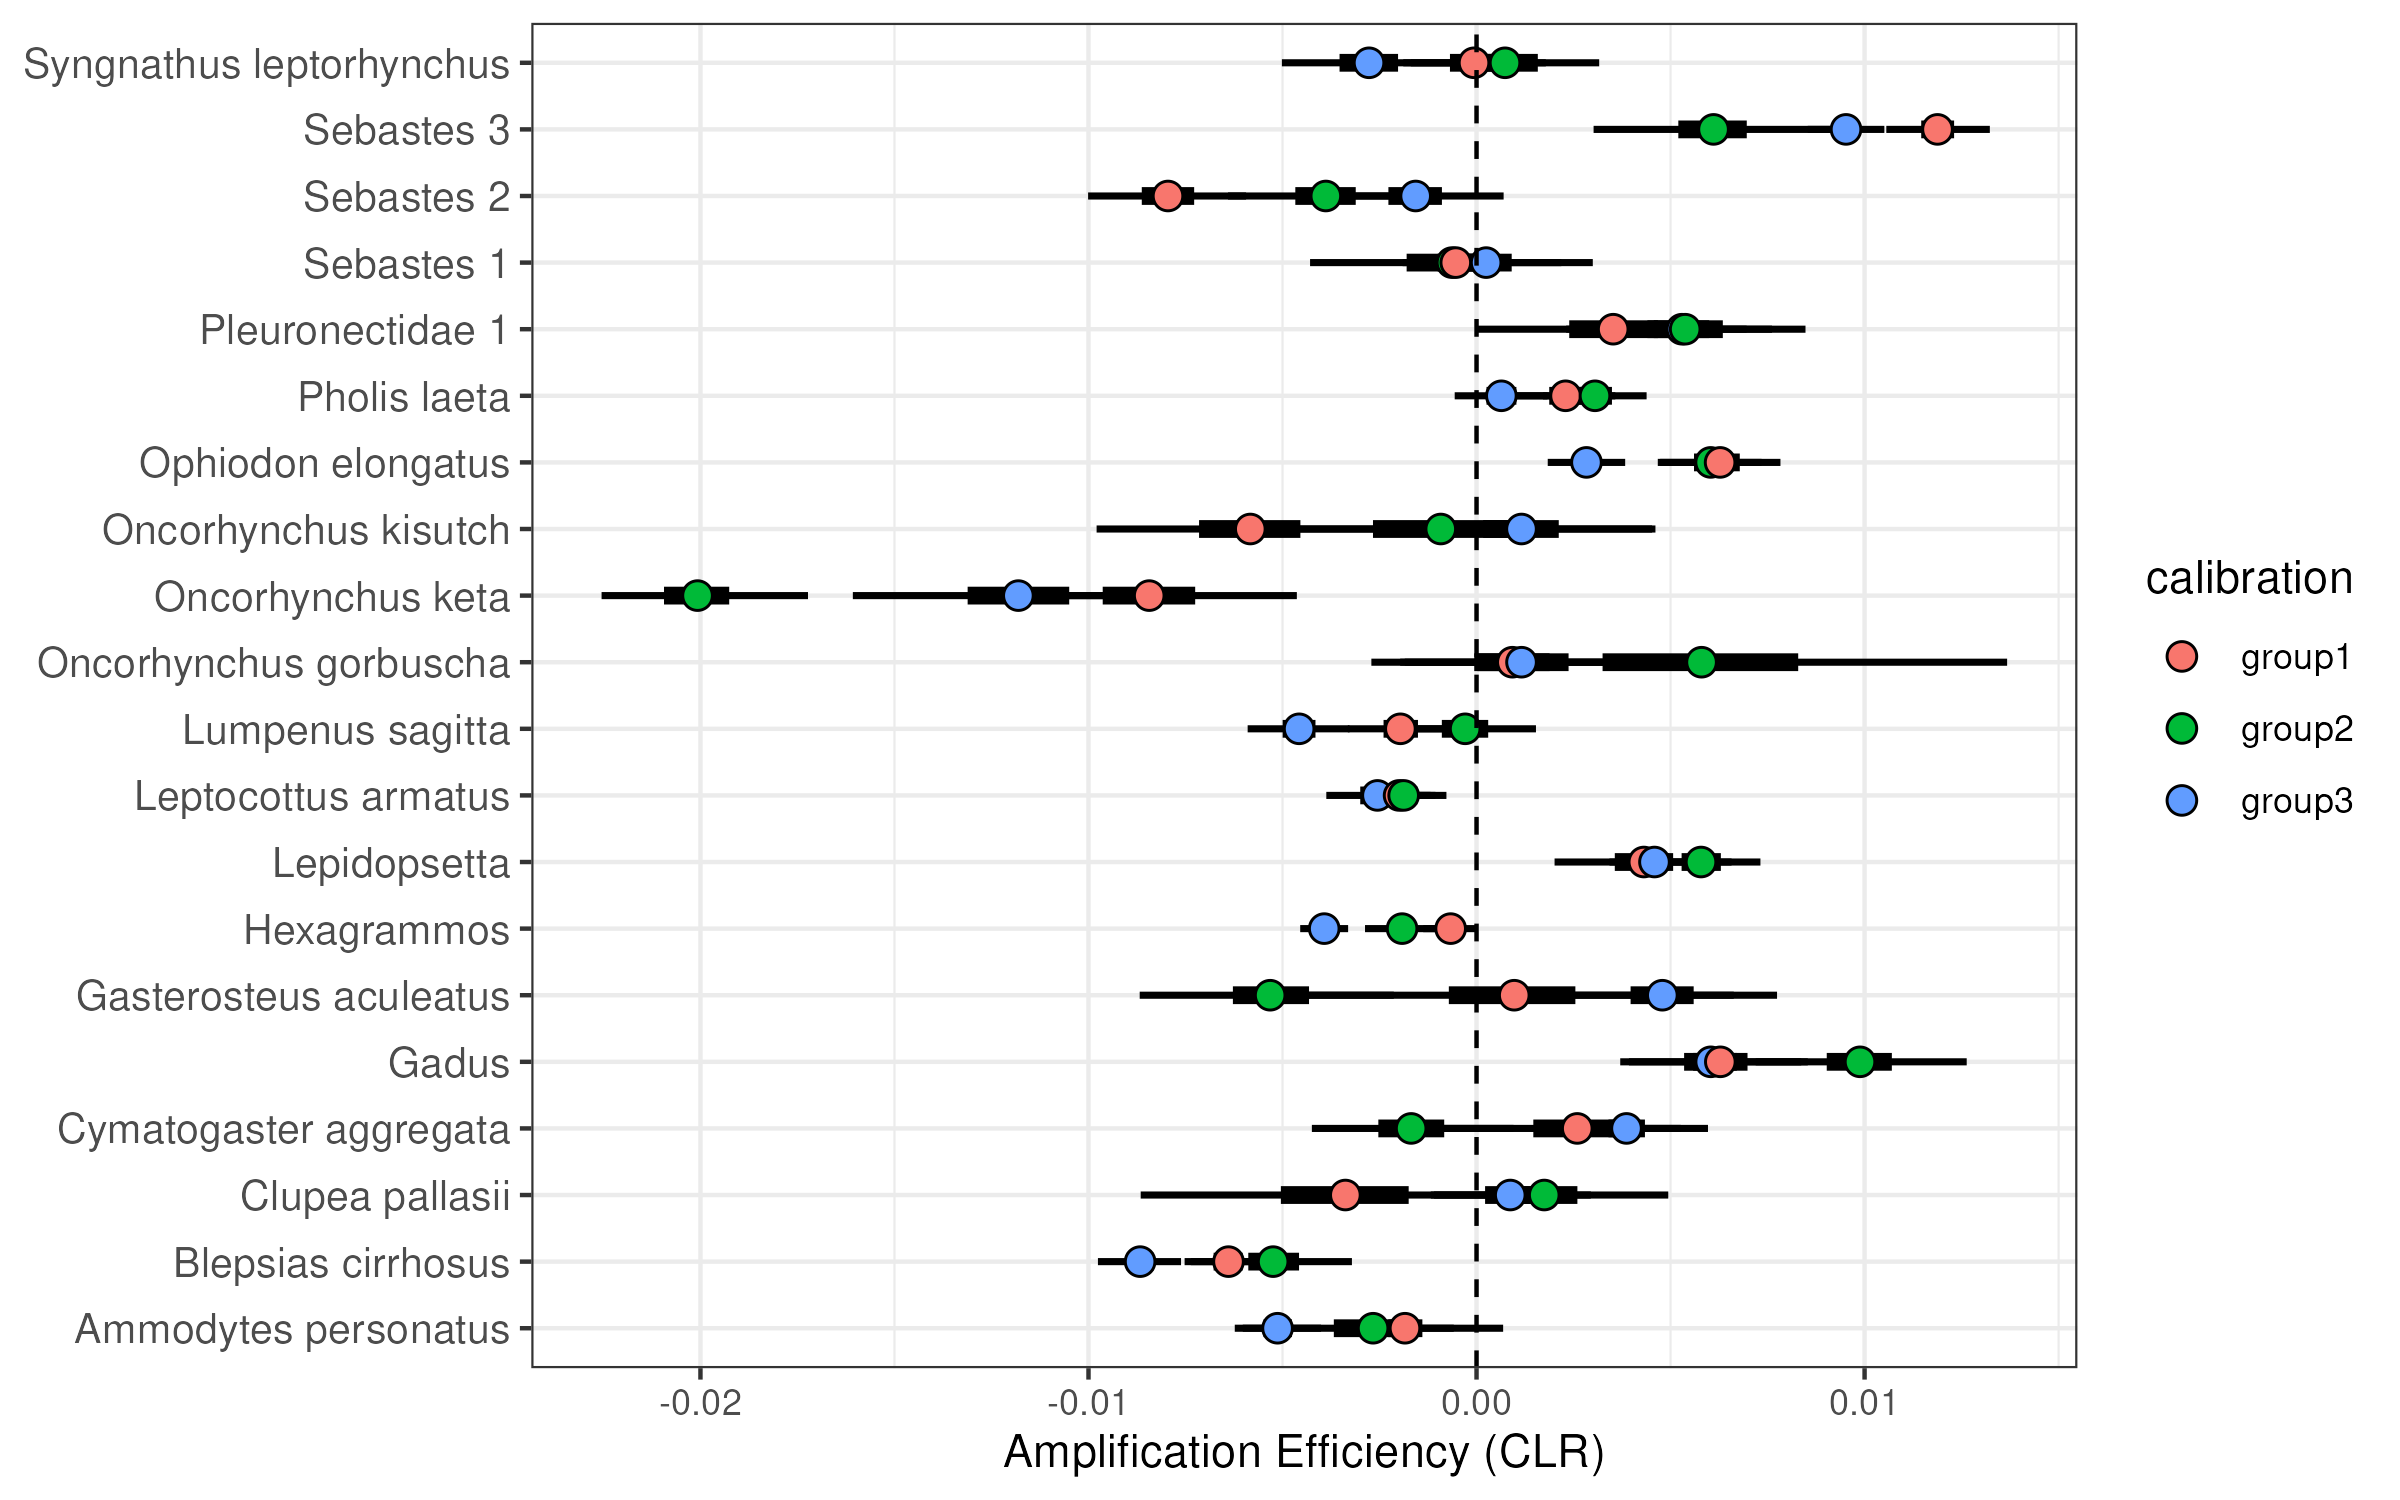 Syngnathus leptorhynchus
Sebastes 3
Sebastes 2
Sebastes 1
Pleuronectidae 1
Pholis laeta
Ophiodon elongatus
Oncorhynchus kisutch
Oncorhynchus keta
Oncorhynchus gorbuscha
Lumpenus sagitta
Leptocottus armatus
Lepidopsetta
Hexagrammos
Gasterosteus aculeatus
Gadus
Cymatogaster aggregata
Clupea pallasii
Blepsias cirrhosus
Ammodytes personatus
-0.02 -0.01 0.00 0.01
Amplification Efficiency (CLR)
calibration
group1
group2
group3